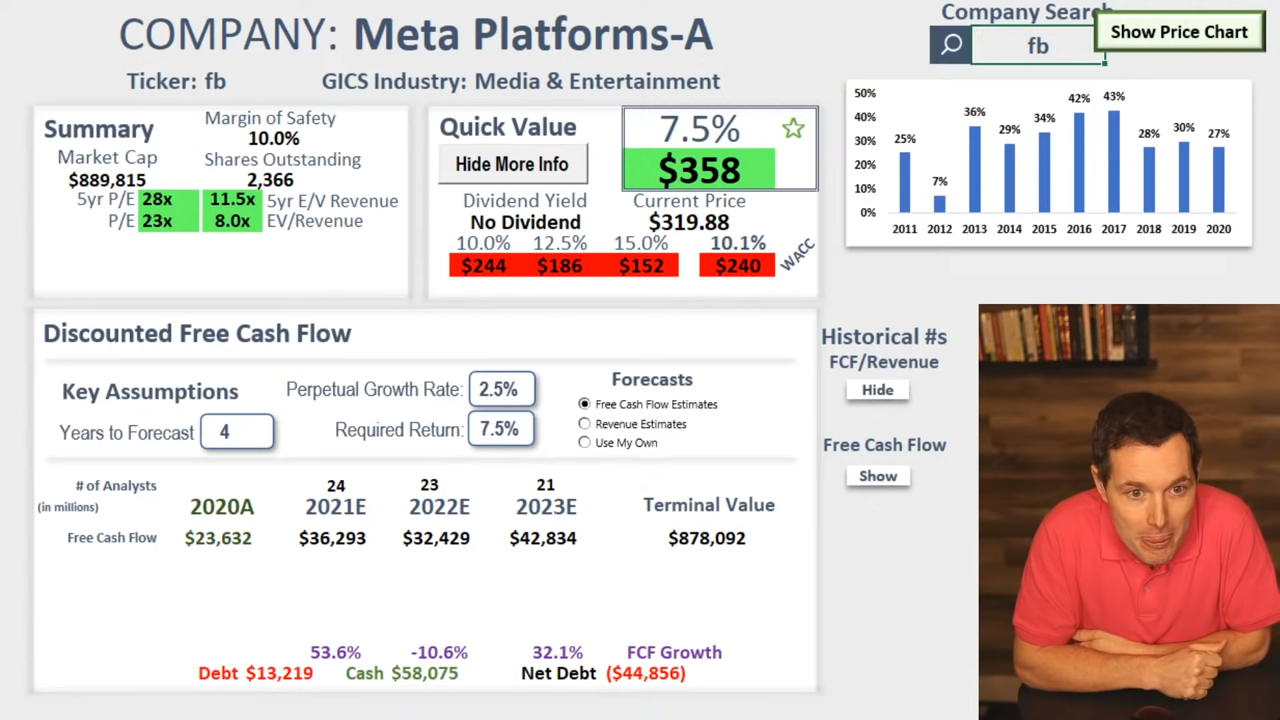 COMPANY: Meta Platforms-A
Ticker: fb
GICS Industry: Media & Entertainment
Company Search
fb
Show Price Chart
Summary
Margin of Safety
10.0%
Market Cap
$889,815
Shares Outstanding
2,366
5yr P/E 28x
11.5x 5yr E/V Revenue
P/E 23x
8.0x EV/Revenue
Quick Value
Hide More Info
7.5%
$358
Dividend Yield
No Dividend
Current Price
$319.88
10.0% 12.5% 15.0% 10.1%
$244 $186 $152 $240
WACC
50%
40%
30%
20%
10%
0%
25% 7% 36% 29% 34% 42% 43% 28% 30% 27%
2011 2012 2013 2014 2015 2016 2017 2018 2019 2020
Discounted Free Cash Flow
Key Assumptions
Years to Forecast 4
Perpetual Growth Rate: 2.5%
Required Return: 7.5%
Forecasts
Free Cash Flow Estimates
Revenue Estimates
Use My Own
# of Analysts 24 23 21
(in millions) 2020A 2021E 2022E 2023E Terminal Value
Free Cash Flow $23,632 $36,293 $32,429 $42,834 $878,092
53.6% -10.6% 32.1% FCF Growth
Debt $13,219 Cash $58,075 Net Debt ($44,856)
Historical #s
FCF/Revenue
Hide
Free Cash Flow
Show